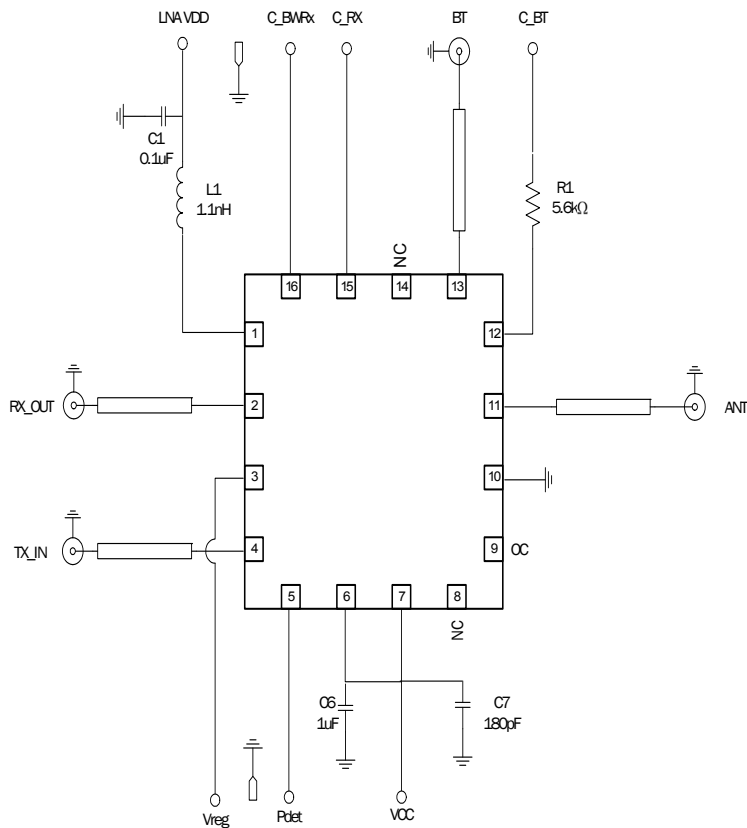 LNA VDD
C_BWRx
C_RX
BT
C_BT
C1
0.1uF
L1
1.1nH
R1
5.6kΩ
NC
16
15
14
13
1
12
RX_OUT
2
11
ANT
3
10
TX_IN
4
9
OC
5
6
7
8
NC
C6
1uF
C7
180pF
Vreg
Pdet
VCC